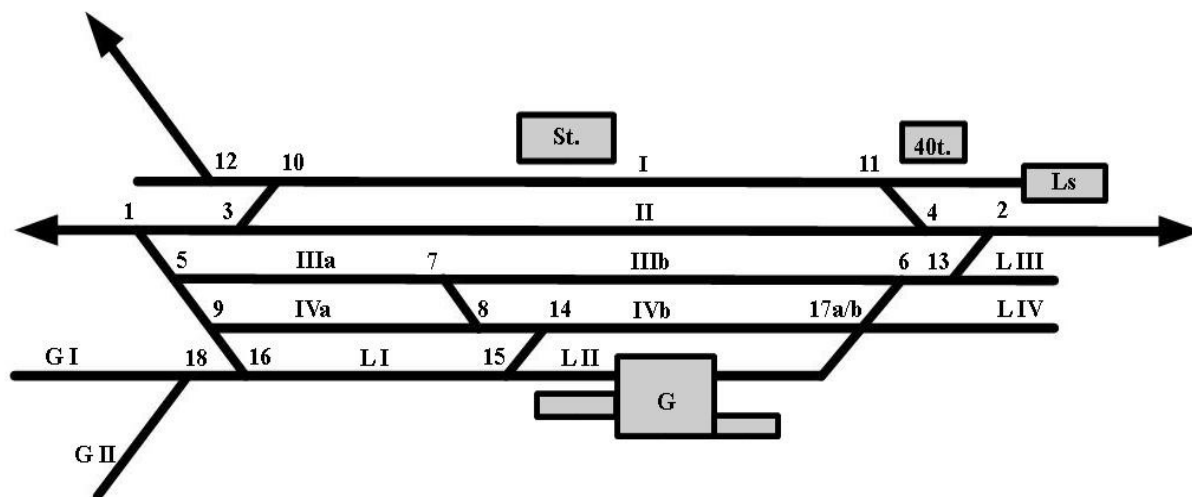 St.
40t.
12 10 I 11
Ls
1 3 II 4 2
5 IIIa 7 IIIb 6 13 L III
9 IVa 8 14 IVb 17a/b L IV
G I 18 16 L I 15 L II
G
G II